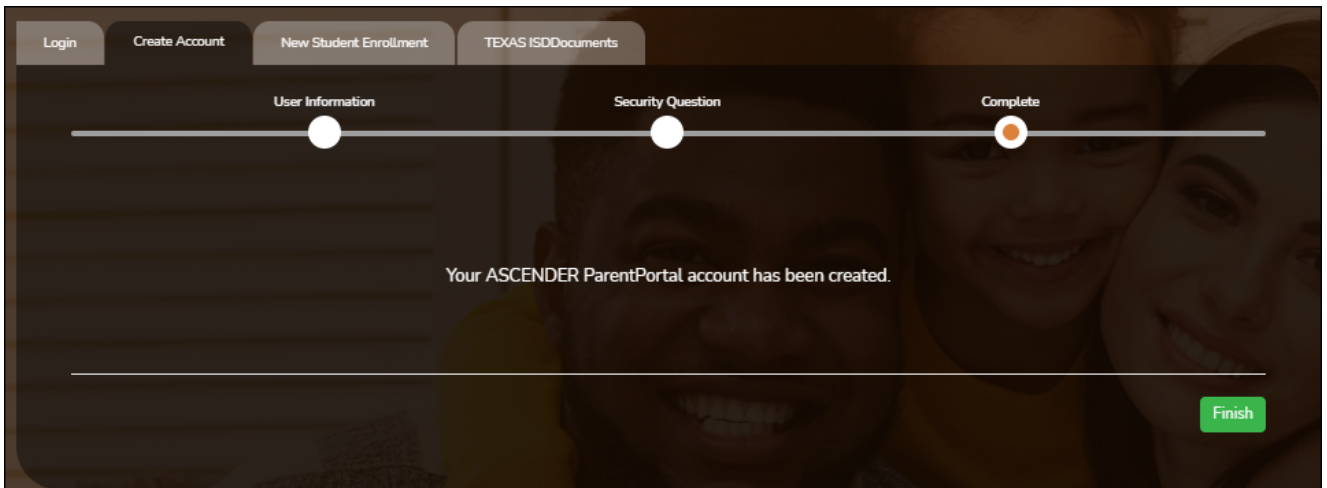 Login
Create Account
New Student Enrollment
TEXAS ISDDocuments
User Information
Security Question
Complete
Your ASCENDER ParentPortal account has been created.
Finish